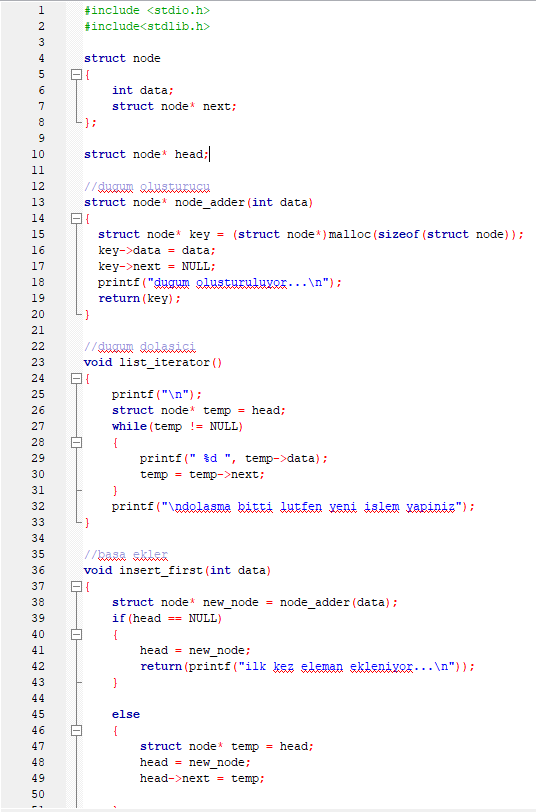 1 #include <stdio.h>
2 #include<stdlib.h>
3
4 struct node
5 {
6 int data;
7 struct node* next;
8 };
9
10 struct node* head;
11
12 //dugum olusturucu
13 struct node* node_adder(int data)
14 {
15 struct node* key = (struct node*)malloc(sizeof(struct node));
16 key->data = data;
17 key->next = NULL;
18 printf("dugum olusturuluyor...\n");
19 return(key);
20 }
21
22 //dugum dolasici
23 void list_iterator()
24 {
25 printf("\n");
26 struct node* temp = head;
27 while(temp != NULL)
28 {
29 printf(" %d ", temp->data);
30 temp = temp->next;
31 }
32 printf("\ndolasma bitti lutfen yeni islem yapiniz");
33 }
34
35 //basa ekler
36 void insert_first(int data)
37 {
38 struct node* new_node = node_adder(data);
39 if(head == NULL)
40 {
41 head = new_node;
42 return(printf("ilk kez eleman ekleniyor...\n"));
43 }
44
45 else
46 {
47 struct node* temp = head;
48 head = new_node;
49 head->next = temp;
50